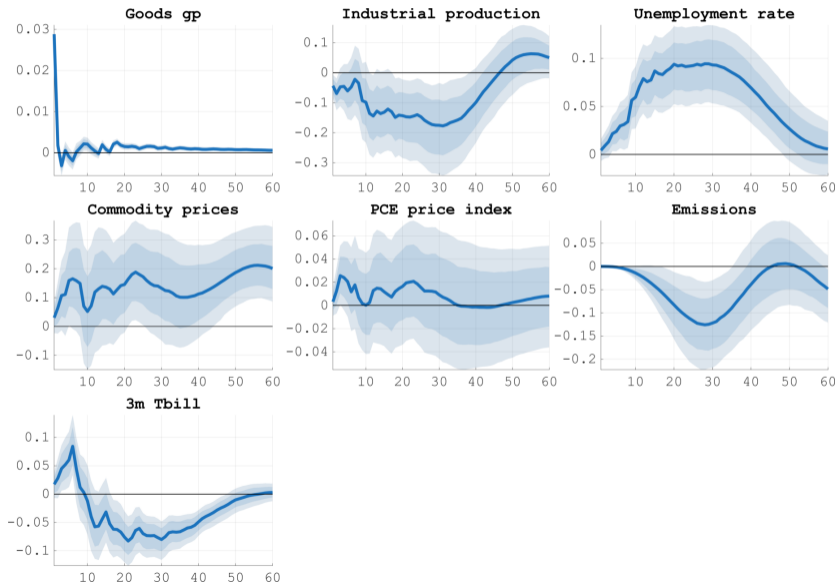 Goods gp
0.03
0.02
0.01
0
10 20 30 40 50 60
Industrial production
0.1
0
-0.1
-0.2
-0.3
10 20 30 40 50 60
Unemployment rate
0.1
0.05
0
10 20 30 40 50 60
Commodity prices
0.3
0.2
0.1
0
-0.1
10 20 30 40 50 60
PCE price index
0.06
0.04
0.02
0
-0.02
-0.04
10 20 30 40 50 60
Emissions
0.05
0
-0.05
-0.1
-0.15
-0.2
10 20 30 40 50 60
3m Tbill
0.1
0.05
0
-0.05
-0.1
10 20 30 40 50 60